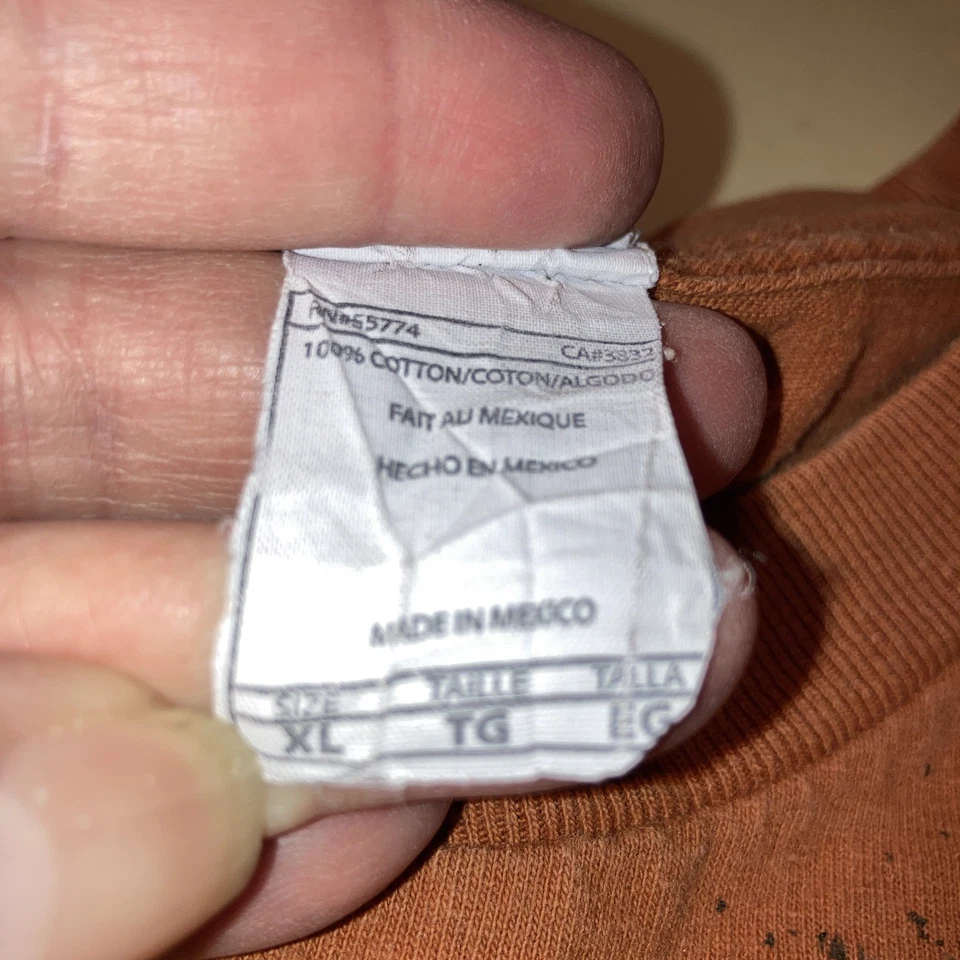 RN#55774
CA#3832
100% COTTON/COTON/ALGODO
FAIT AU MEXIQUE
HECHO EN MEXICO
MADE IN MEXICO
SIZE TAILLE TALLA
XL TG EG